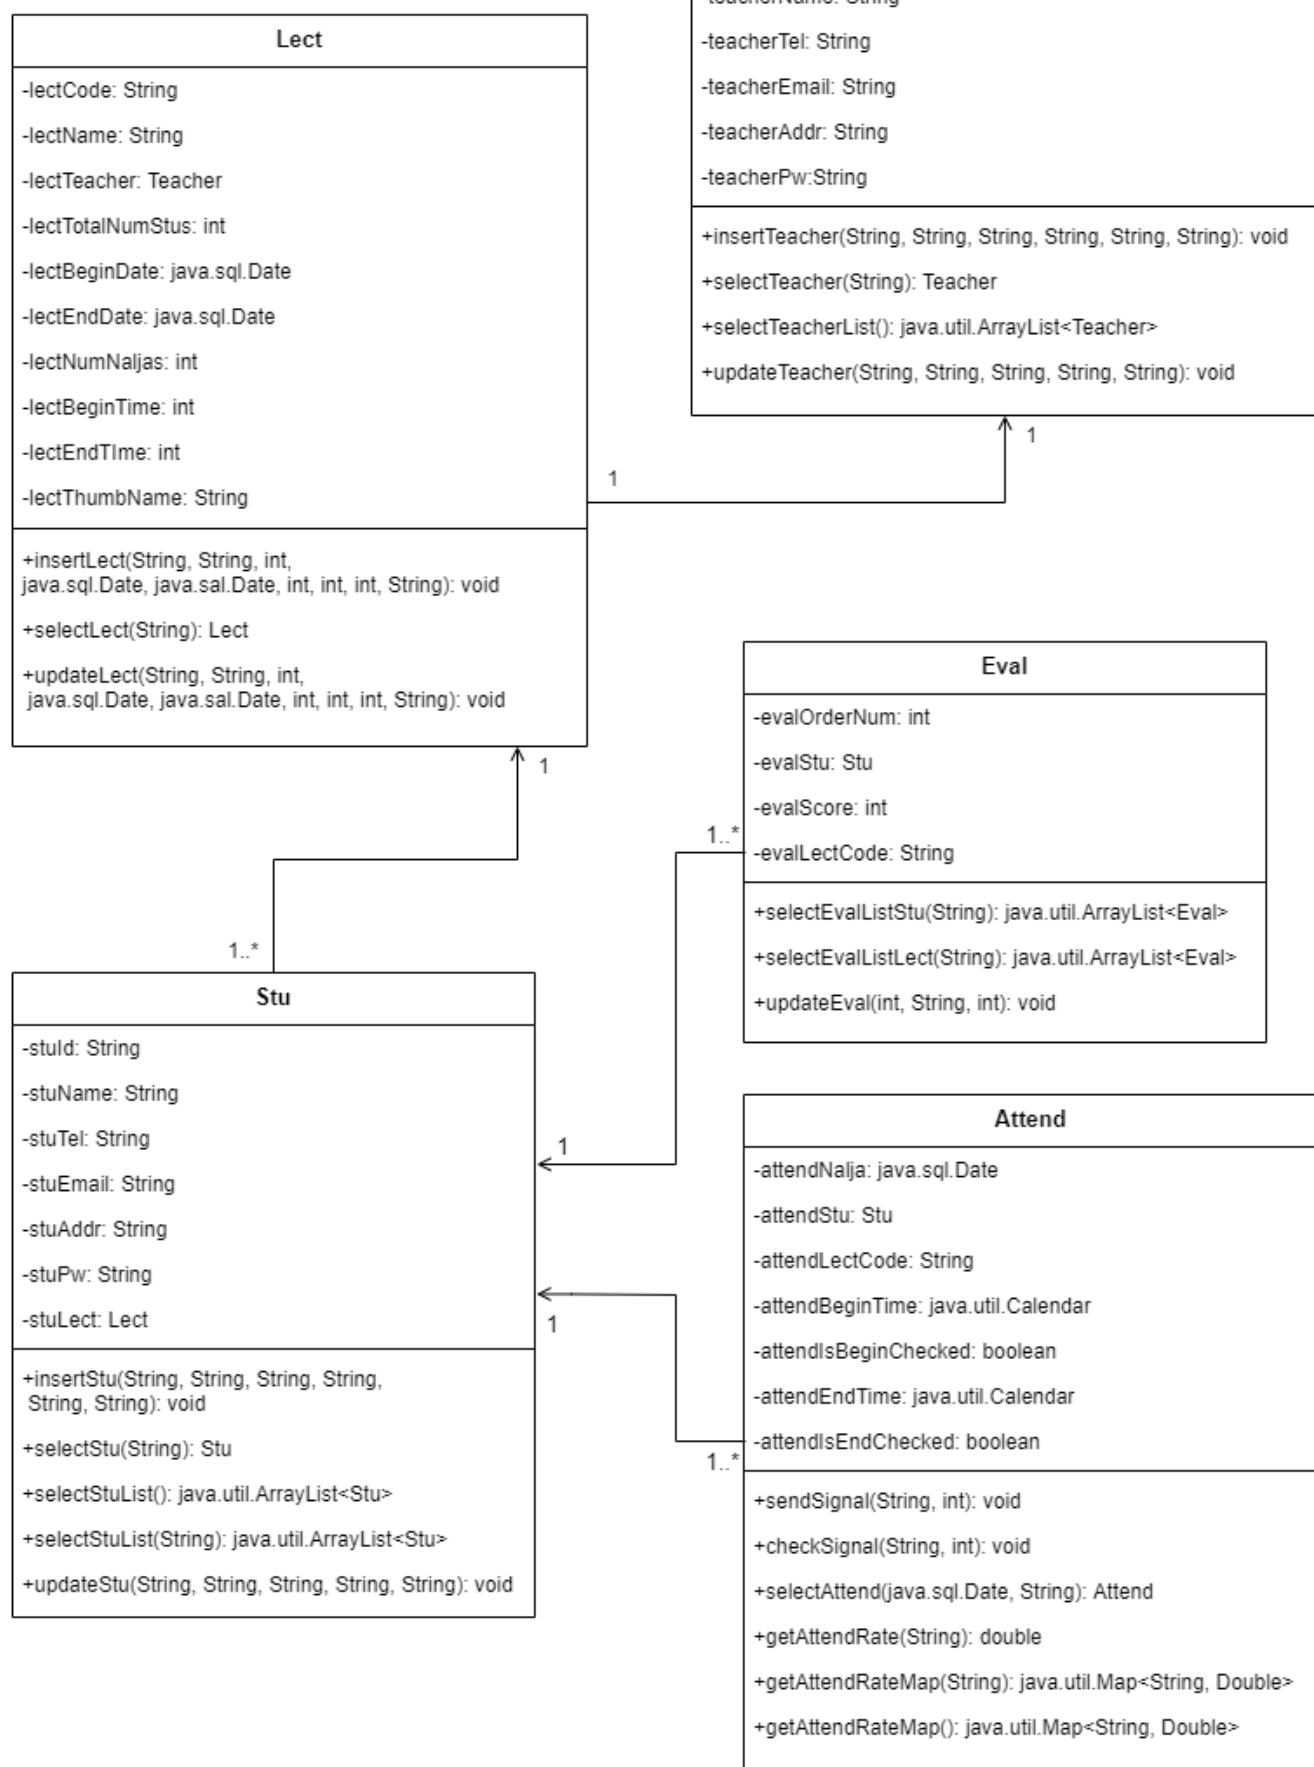 Lect
-lectCode: String
-lectName: String
-lectTeacher: Teacher
-lectTotalNumStus: int
-lectBeginDate: java.sql.Date
-lectEndDate: java.sql.Date
-lectNumNaljas: int
-lectBeginTime: int
-lectEndTIme: int
-lectThumbName: String
+insertLect(String, String, int,
java.sql.Date, java.sal.Date, int, int, int, String): void
+selectLect(String): Lect
+updateLect(String, String, int,
java.sql.Date, java.sal.Date, int, int, int, String): void
-teacherName: String
-teacherTel: String
-teacherEmail: String
-teacherAddr: String
-teacherPw:String
+insertTeacher(String, String, String, String, String, String): void
+selectTeacher(String): Teacher
+selectTeacherList(): java.util.ArrayList<Teacher>
+updateTeacher(String, String, String, String, String): void
1
1
1
1..*
Eval
-evalOrderNum: int
-evalStu: Stu
-evalScore: int
-evalLectCode: String
+selectEvalListStu(String): java.util.ArrayList<Eval>
+selectEvalListLect(String): java.util.ArrayList<Eval>
+updateEval(int, String, int): void
1..*
1
Stu
-stuId: String
-stuName: String
-stuTel: String
-stuEmail: String
-stuAddr: String
-stuPw: String
-stuLect: Lect
+insertStu(String, String, String, String,
String, String): void
+selectStu(String): Stu
+selectStuList(): java.util.ArrayList<Stu>
+selectStuList(String): java.util.ArrayList<Stu>
+updateStu(String, String, String, String, String): void
1
1..*
Attend
-attendNalja: java.sql.Date
-attendStu: Stu
-attendLectCode: String
-attendBeginTime: java.util.Calendar
-attendIsBeginChecked: boolean
-attendEndTime: java.util.Calendar
-attendIsEndChecked: boolean
+sendSignal(String, int): void
+checkSignal(String, int): void
+selectAttend(java.sql.Date, String): Attend
+getAttendRate(String): double
+getAttendRateMap(String): java.util.Map<String, Double>
+getAttendRateMap(): java.util.Map<String, Double>